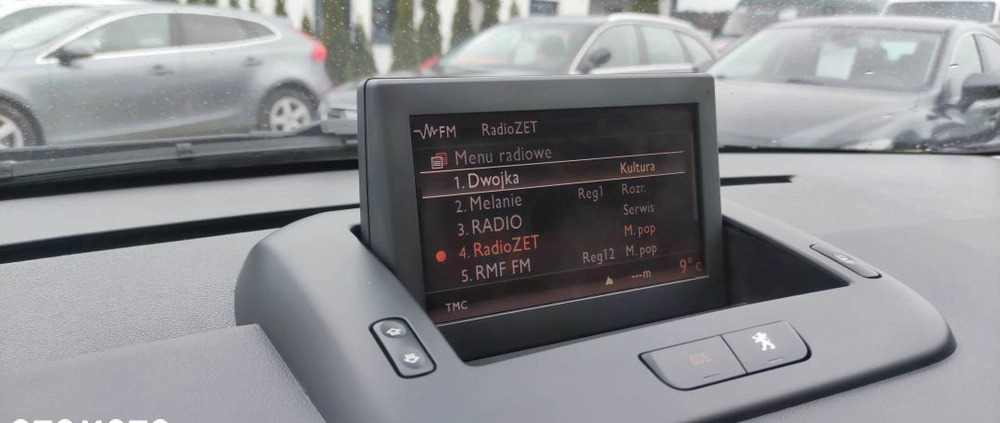 FM RadioZET
Menu radiowe
1. Dwojka Kultura
2. Melanie Reg1 Rozr.
3. RADIO Serwis
4. RadioZET M. pop
5. RMF FM Reg12 M. pop
---m 9°C
TMC
SOS